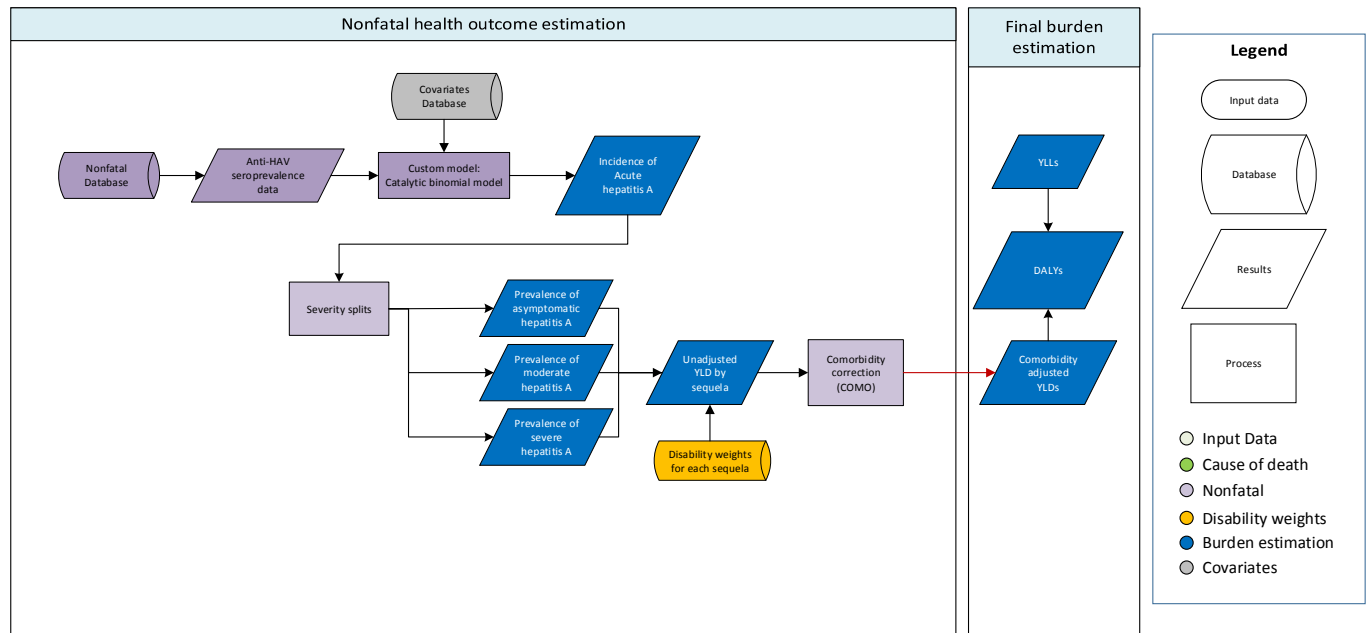 Nonfatal health outcome estimation
Final burden
estimation
Legend
Covariates
Database
Nonfatal
Database
Anti-HAV
seroprevalence
data
Custom model:
Catalytic binomial model
Incidence of
Acute
hepatitis A
Severity splits
Prevalence of
asymptomatic
hepatitis A
Prevalence of
moderate
hepatitis A
Prevalence of
severe
hepatitis A
Unadjusted
YLD by
sequela
Disability weights
for each sequela
Comorbidity
correction
(COMO)
YLLs
DALYs
Comorbidity
adjusted
YLDs
Input data
Database
Results
Process
Input Data
Cause of death
Nonfatal
Disability weights
Burden estimation
Covariates